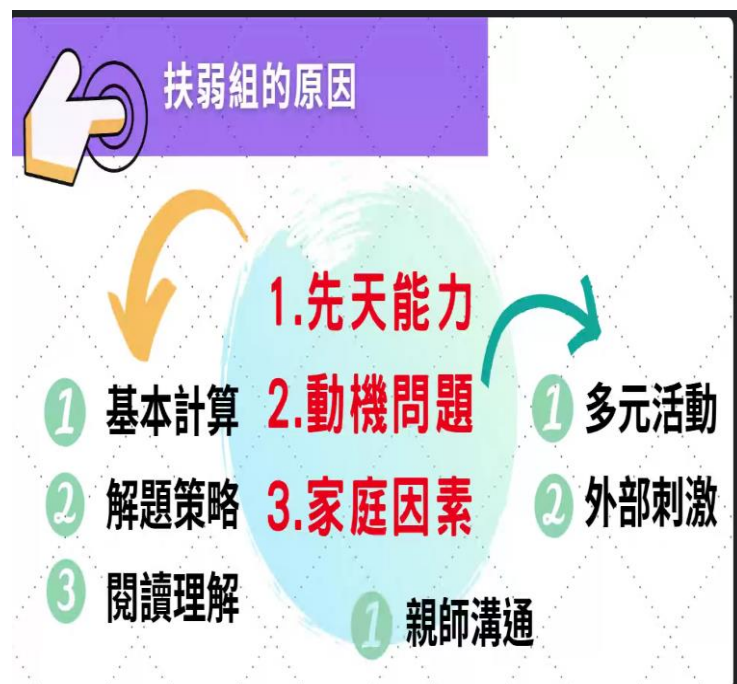 扶弱組的原因
1.先天能力
2.動機問題
3.家庭因素
1 基本計算
2 解題策略
3 閱讀理解
1 多元活動
2 外部刺激
1 親師溝通